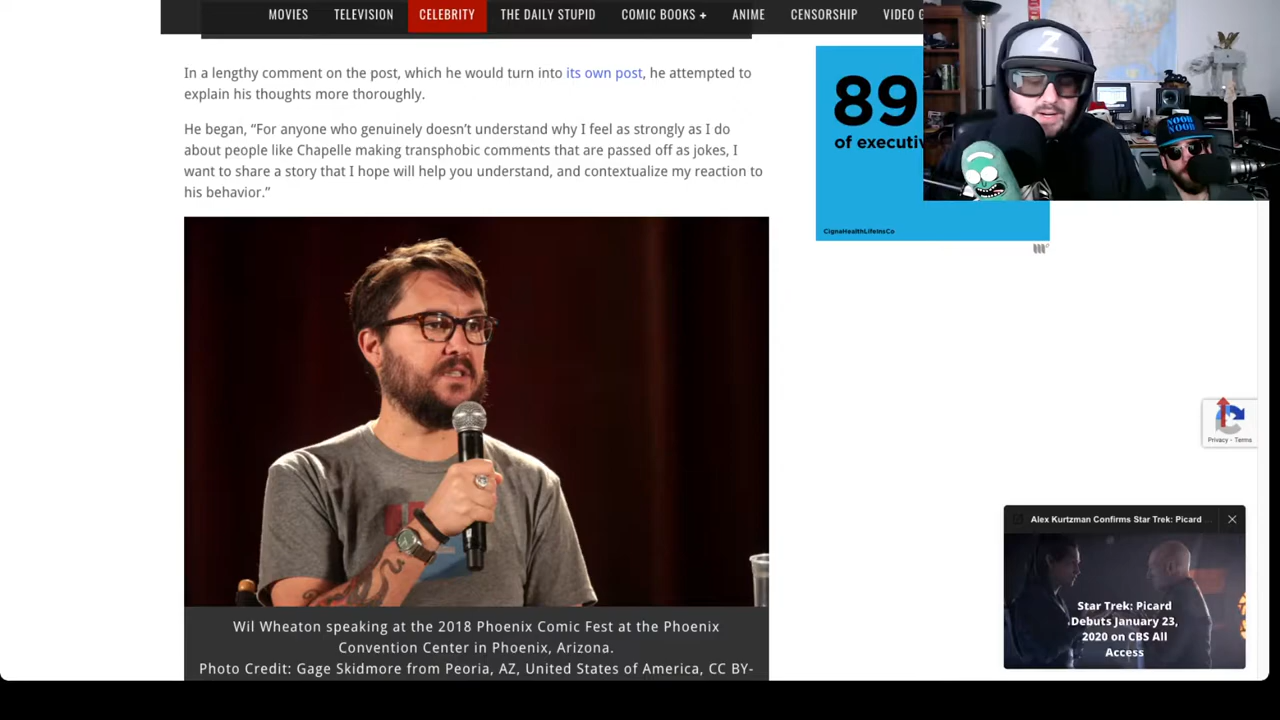 MOVIES TELEVISION CELEBRITY THE DAILY STUPID COMIC BOOKS + ANIME CENSORSHIP VIDEO G
In a lengthy comment on the post, which he would turn into its own post, he attempted to
explain his thoughts more thoroughly.
He began, “For anyone who genuinely doesn’t understand why I feel as strongly as I do
about people like Chapelle making transphobic comments that are passed off as jokes, I
want to share a story that I hope will help you understand, and contextualize my reaction to
his behavior.”
Wil Wheaton speaking at the 2018 Phoenix Comic Fest at the Phoenix
Convention Center in Phoenix, Arizona.
Photo Credit: Gage Skidmore from Peoria, AZ, United States of America, CC BY-
89
of executiv
CignaHealthLifeInsCo
Z
NOOR
NOOR
Privacy - Terms
Alex Kurtzman Confirms Star Trek: Picard ...
Star Trek: Picard
Debuts January 23,
2020 on CBS All
Access